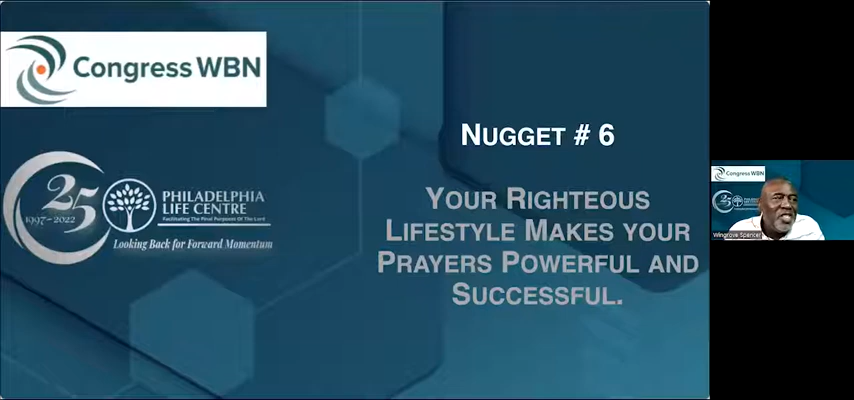 Congress WBN
25
1997-2022
PHILADELPHIA
LIFE CENTRE
Facilitating The Final Purposes Of The Lord
Looking Back for Forward Momentum
NUGGET # 6
YOUR RIGHTEOUS
LIFESTYLE MAKES YOUR
PRAYERS POWERFUL AND
SUCCESSFUL.
Congress WBN
25
Wingrove Spencer